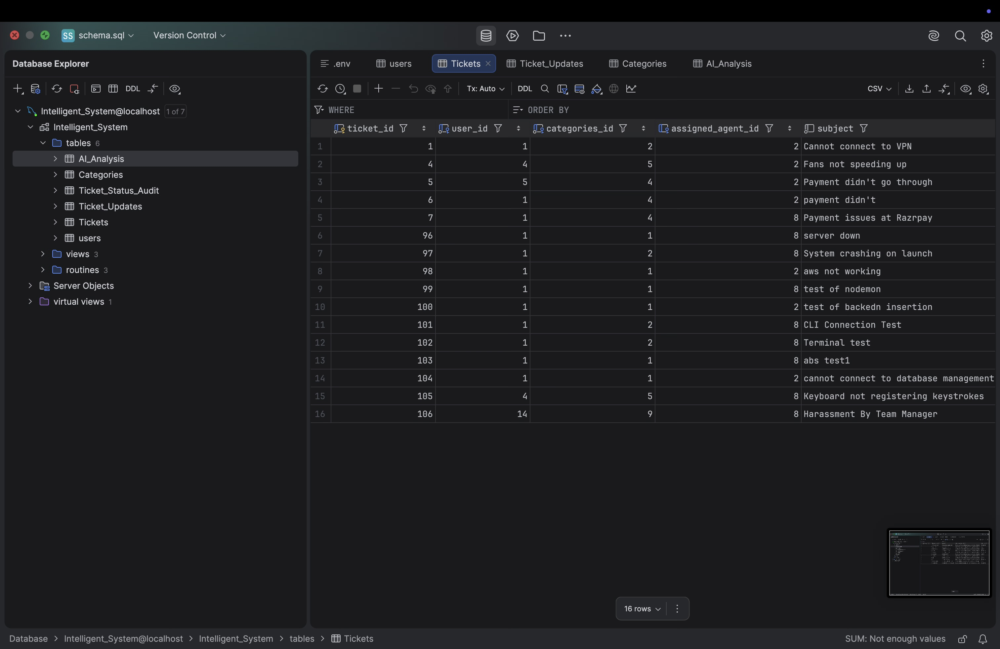 SS schema.sql Version Control
Database Explorer
.env users Tickets Ticket_Updates Categories AI_Analysis
DDL
Tx: Auto DDL CSV
Intelligent_System@localhost 1 of 7
Intelligent_System
tables 6
AI_Analysis
Categories
Ticket_Status_Audit
Ticket_Updates
Tickets
users
views 3
routines 3
Server Objects
virtual views 1
WHERE ORDER BY
ticket_id user_id categories_id assigned_agent_id subject
1 1 1 2 2 Cannot connect to VPN
2 4 4 5 2 Fans not speeding up
3 5 5 4 2 Payment didn't go through
4 6 1 4 2 payment didn't
5 7 1 4 8 Payment issues at Razrpay
6 96 1 1 8 server down
7 97 1 2 8 System crashing on launch
8 98 1 1 2 aws not working
9 99 1 1 8 test of nodemon
10 100 1 1 2 test of backedn insertion
11 101 1 2 8 CLI Connection Test
12 102 1 2 8 Terminal test
13 103 1 1 8 abs test1
14 104 1 1 2 cannot connect to database management
15 105 4 5 8 Keyboard not registering keystrokes
16 106 14 9 8 Harassment By Team Manager
16 rows
Database > Intelligent_System@localhost > Intelligent_System > tables > Tickets
SUM: Not enough values